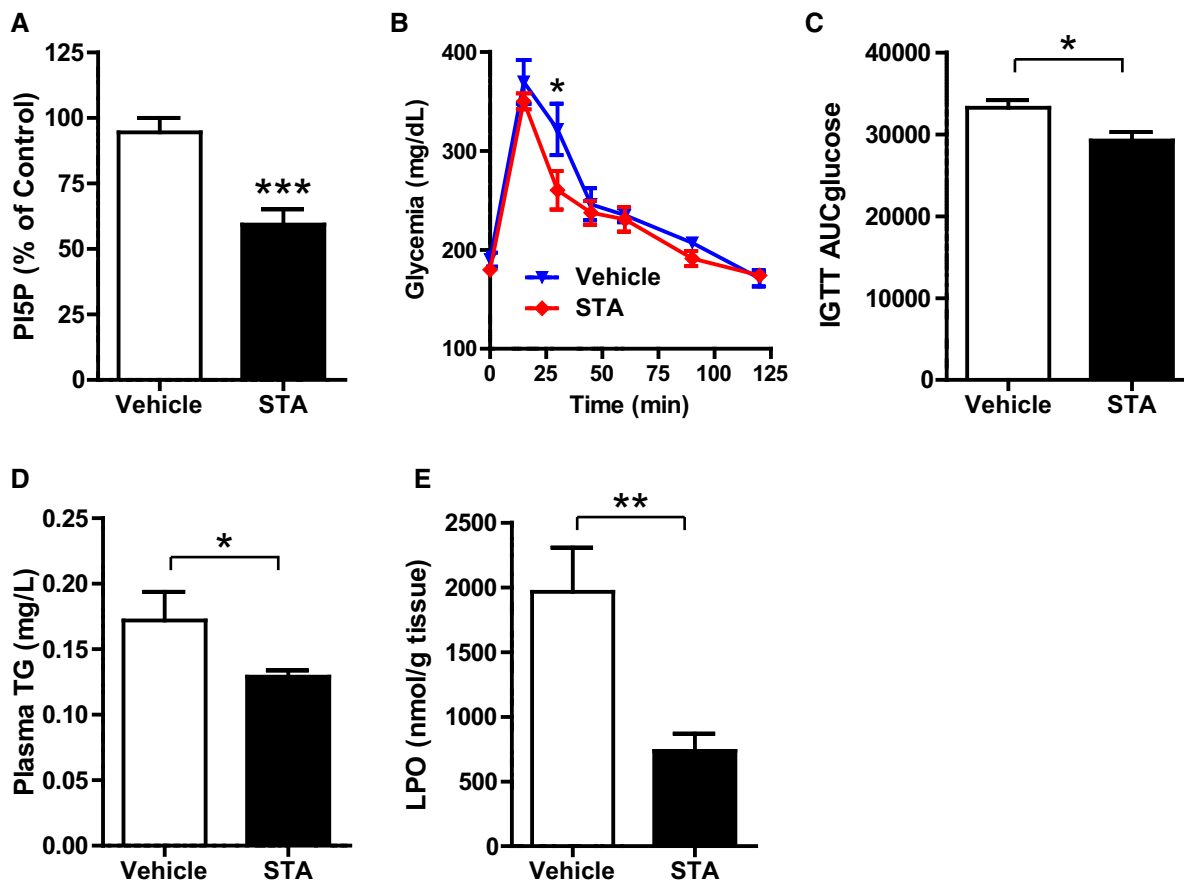 A
PI5P (% of Control)
125
100
75
50
25
0
***
Vehicle STA
B
Glycemia (mg/dL)
400
300
200
100
*
Vehicle
STA
0 25 50 75 100 125
Time (min)
C
IGTT AUCglucose
40000
30000
20000
10000
0
*
Vehicle STA
D
Plasma TG (mg/L)
0.25
0.20
0.15
0.10
0.05
0.00
*
Vehicle STA
E
LPO (nmol/g tissue)
2500
2000
1500
1000
500
0
**
Vehicle STA